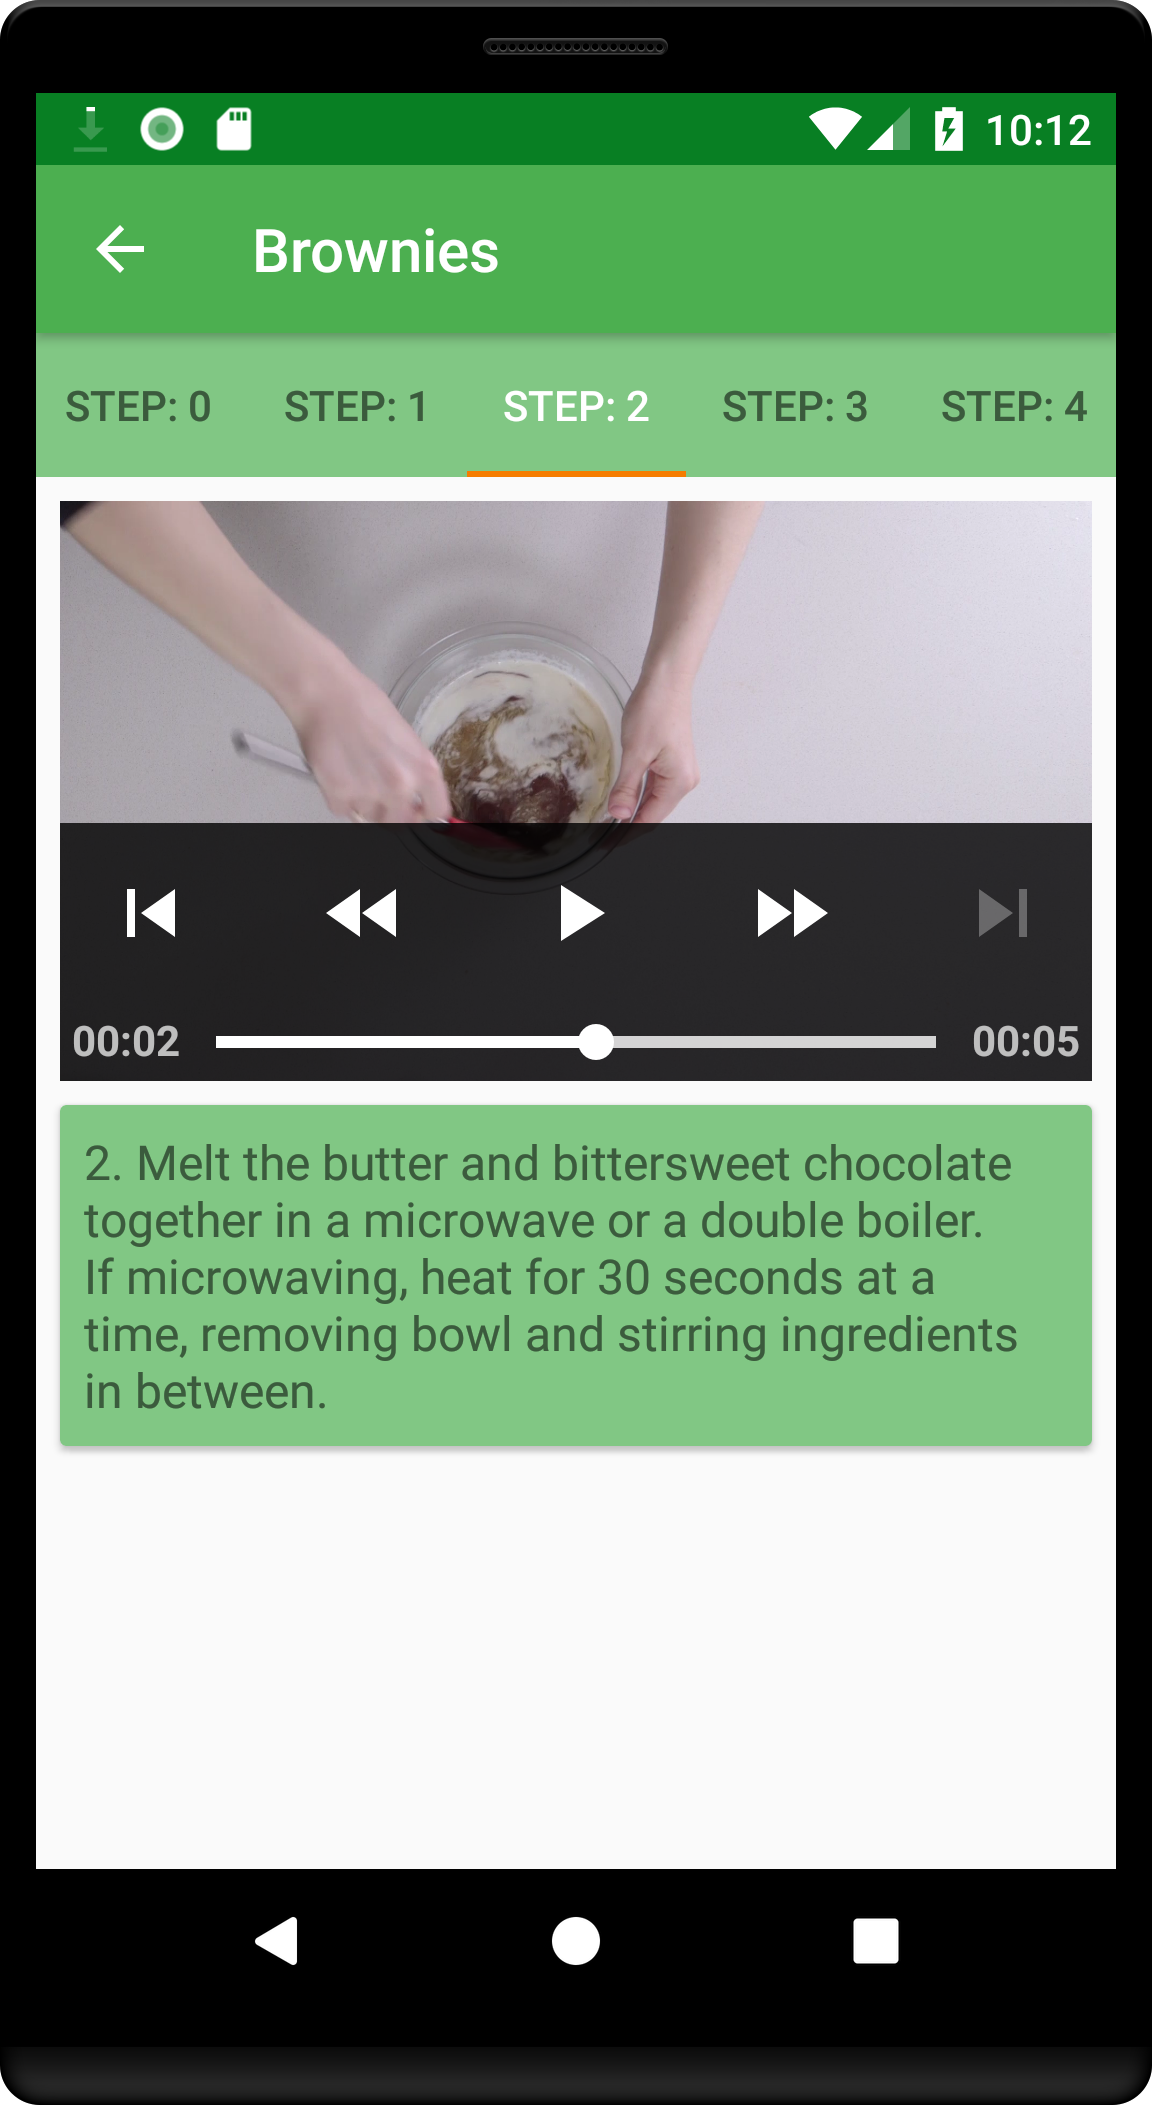 10:12
Brownies
STEP: 0 STEP: 1 STEP: 2 STEP: 3 STEP: 4
00:02 00:05
2. Melt the butter and bittersweet chocolate
together in a microwave or a double boiler.
If microwaving, heat for 30 seconds at a
time, removing bowl and stirring ingredients
in between.